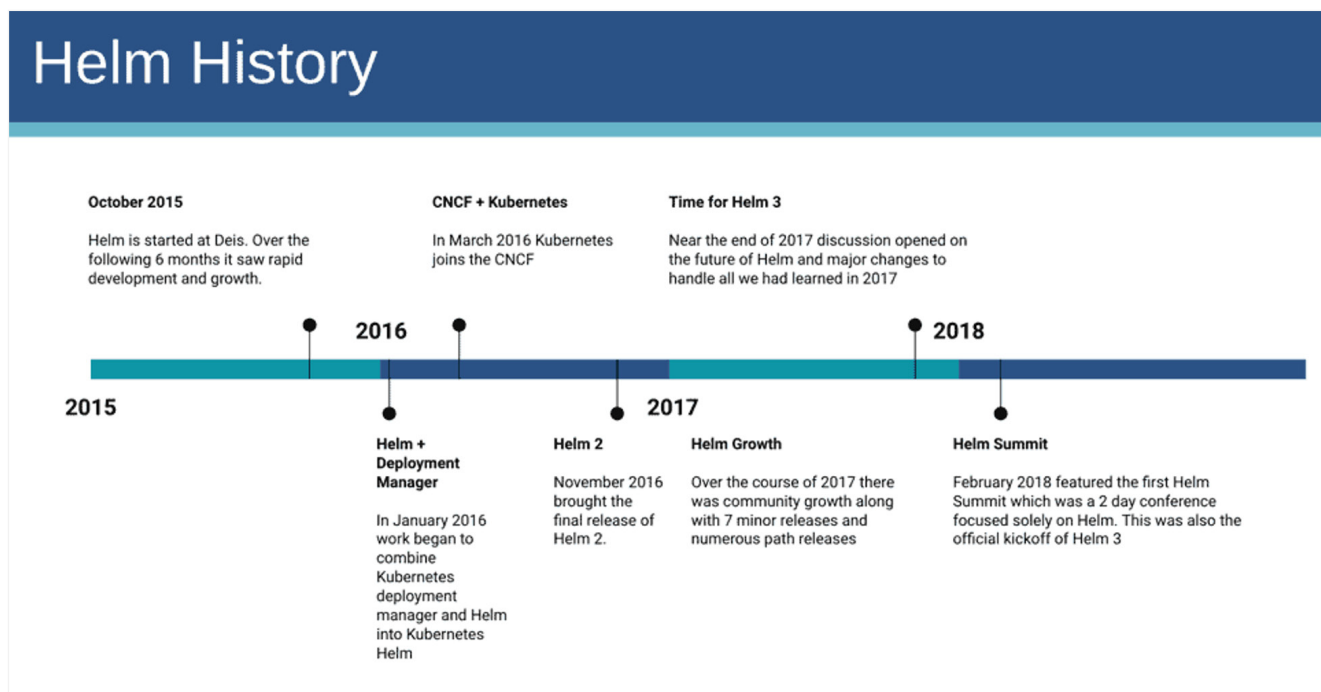 Helm History
October 2015
Helm is started at Deis. Over the
following 6 months it saw rapid
development and growth.
CNCF + Kubernetes
In March 2016 Kubernetes
joins the CNCF
Time for Helm 3
Near the end of 2017 discussion opened on
the future of Helm and major changes to
handle all we had learned in 2017
2016
2018
2015
2017
Helm +
Deployment
Manager
In January 2016
work began to
combine
Kubernetes
deployment
manager and Helm
into Kubernetes
Helm
Helm 2
November 2016
brought the
final release of
Helm 2.
Helm Growth
Over the course of 2017 there
was community growth along
with 7 minor releases and
numerous path releases
Helm Summit
February 2018 featured the first Helm
Summit which was a 2 day conference
focused solely on Helm. This was also the
official kickoff of Helm 3